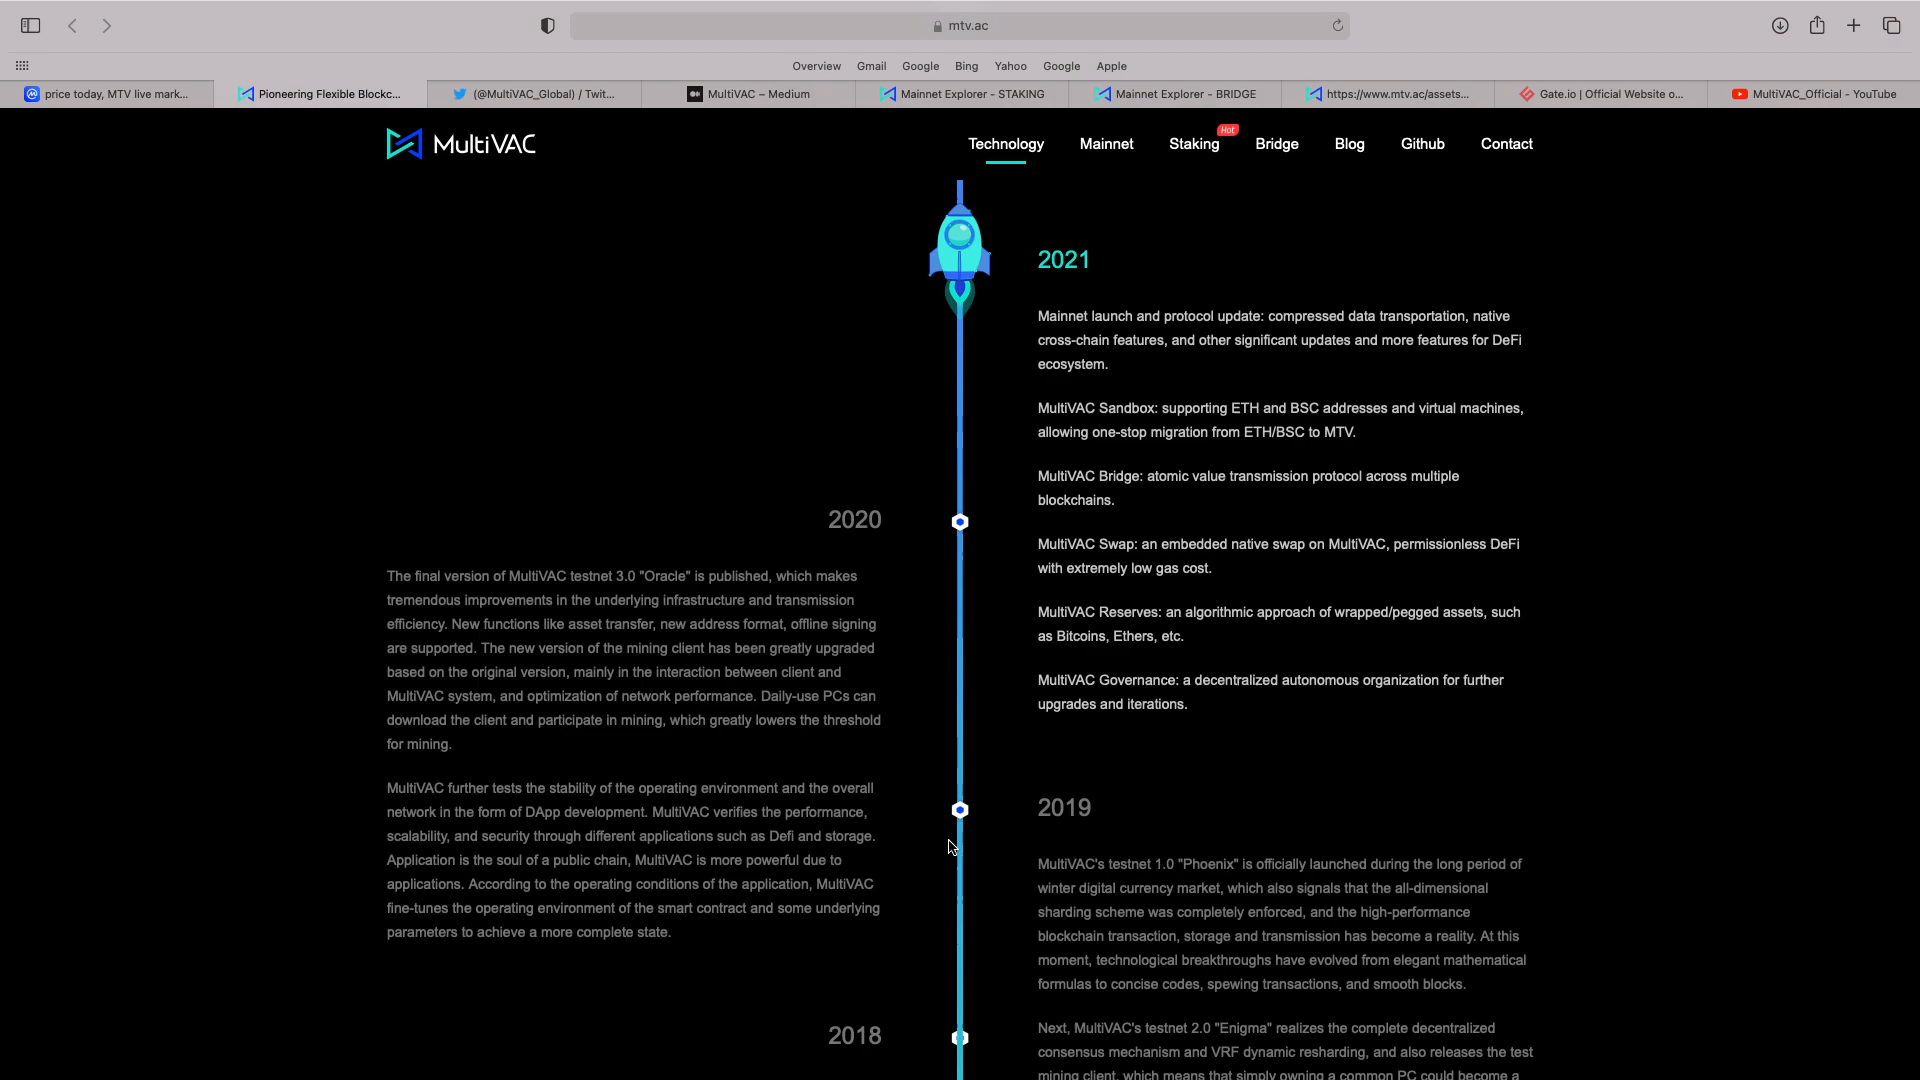 mtv.ac
Overview Gmail Google Bing Yahoo Google Apple
price today, MTV live mark... Pioneering Flexible Blockc... (@MultiVAC_Global) / Twit... MultiVAC – Medium Mainnet Explorer - STAKING Mainnet Explorer - BRIDGE https://www.mtv.ac/assets... Gate.io | Official Website o... MultiVAC_Official - YouTube
MultiVAC
Technology Mainnet Staking Hot Bridge Blog Github Contact
2021
Mainnet launch and protocol update: compressed data transportation, native
cross-chain features, and other significant updates and more features for DeFi
ecosystem.
MultiVAC Sandbox: supporting ETH and BSC addresses and virtual machines,
allowing one-stop migration from ETH/BSC to MTV.
MultiVAC Bridge: atomic value transmission protocol across multiple
blockchains.
MultiVAC Swap: an embedded native swap on MultiVAC, permissionless DeFi
with extremely low gas cost.
MultiVAC Reserves: an algorithmic approach of wrapped/pegged assets, such
as Bitcoins, Ethers, etc.
MultiVAC Governance: a decentralized autonomous organization for further
upgrades and iterations.
2020
The final version of MultiVAC testnet 3.0 "Oracle" is published, which makes
tremendous improvements in the underlying infrastructure and transmission
efficiency. New functions like asset transfer, new address format, offline signing
are supported. The new version of the mining client has been greatly upgraded
based on the original version, mainly in the interaction between client and
MultiVAC system, and optimization of network performance. Daily-use PCs can
download the client and participate in mining, which greatly lowers the threshold
for mining.
MultiVAC further tests the stability of the operating environment and the overall
network in the form of DApp development. MultiVAC verifies the performance,
scalability, and security through different applications such as Defi and storage.
Application is the soul of a public chain, MultiVAC is more powerful due to
applications. According to the operating conditions of the application, MultiVAC
fine-tunes the operating environment of the smart contract and some underlying
parameters to achieve a more complete state.
2019
MultiVAC's testnet 1.0 "Phoenix" is officially launched during the long period of
winter digital currency market, which also signals that the all-dimensional
sharding scheme was completely enforced, and the high-performance
blockchain transaction, storage and transmission has become a reality. At this
moment, technological breakthroughs have evolved from elegant mathematical
formulas to concise codes, spewing transactions, and smooth blocks.
Next, MultiVAC's testnet 2.0 "Enigma" realizes the complete decentralized
consensus mechanism and VRF dynamic resharding, and also releases the test
mining client, which means that simply owning a common PC could become a
2018